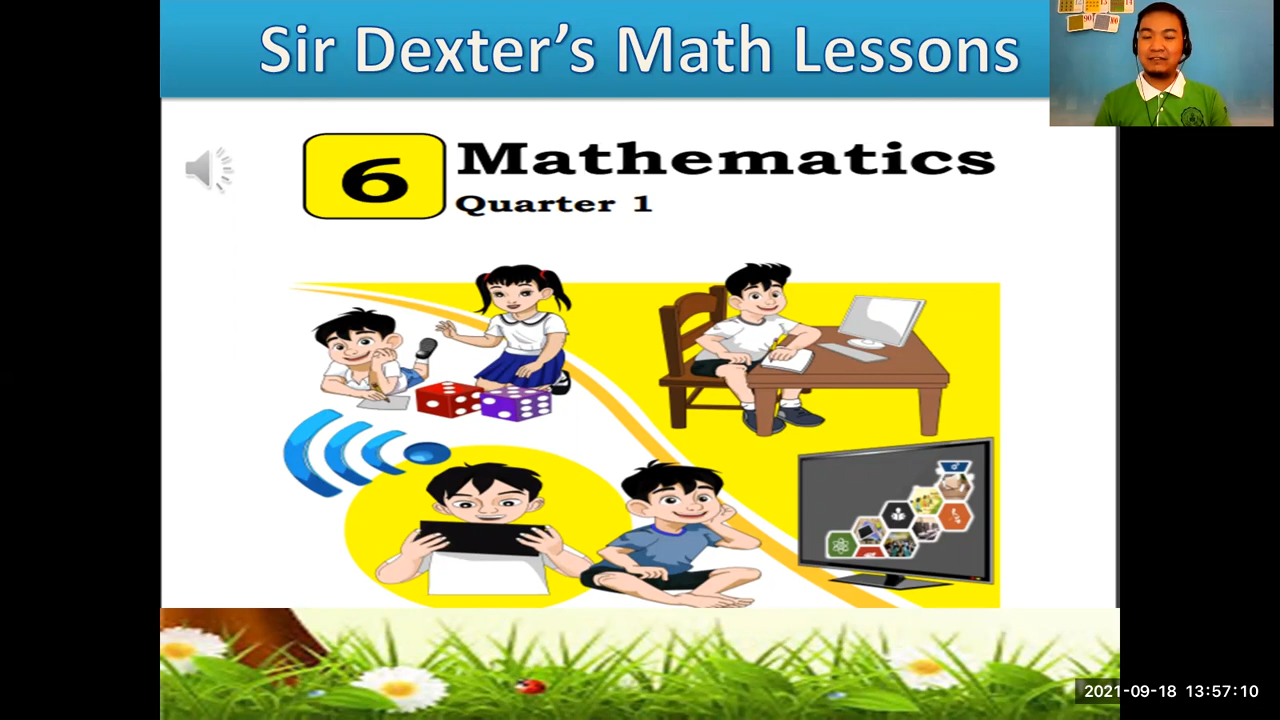 Sir Dexter's Math Lessons
6
Mathematics
Quarter 1
2021-09-18 13:57:10